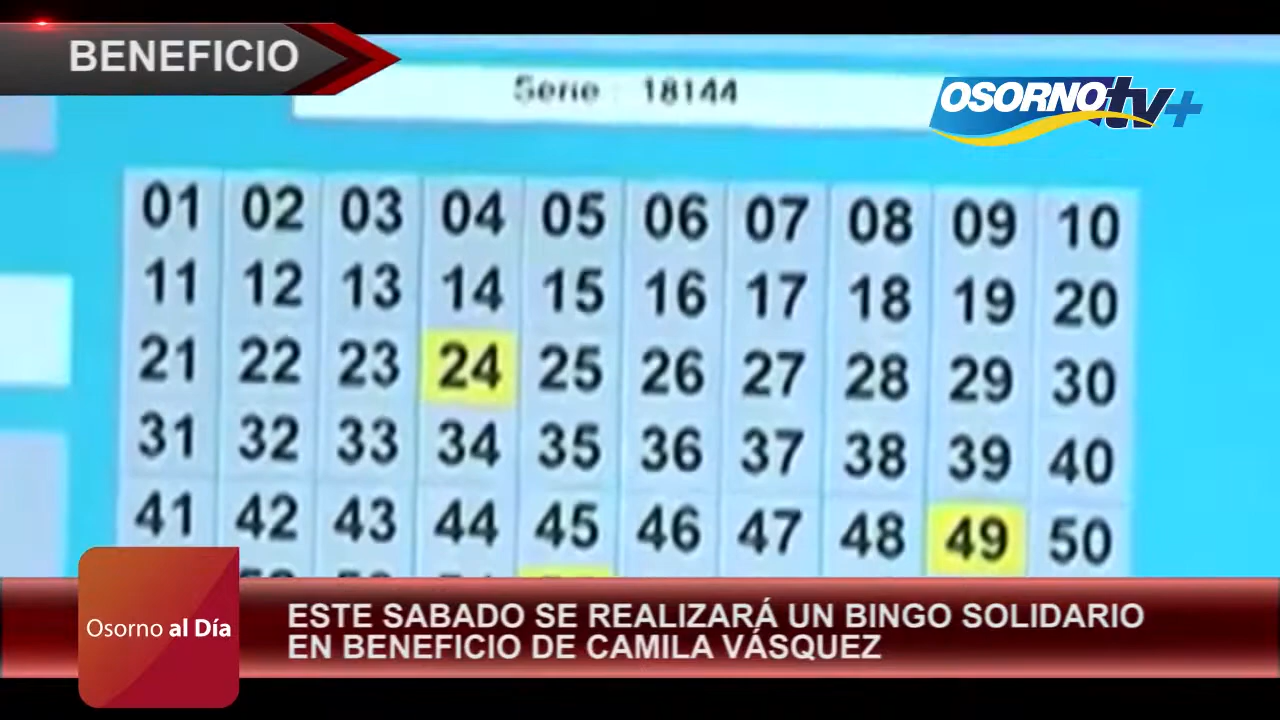 BENEFICIO
Serie : 18144
OSORNO tv+
01 02 03 04 05 06 07 08 09 10
11 12 13 14 15 16 17 18 19 20
21 22 23 24 25 26 27 28 29 30
31 32 33 34 35 36 37 38 39 40
41 42 43 44 45 46 47 48 49 50
Osorno al Día
ESTE SABADO SE REALIZARÁ UN BINGO SOLIDARIO
EN BENEFICIO DE CAMILA VÁSQUEZ